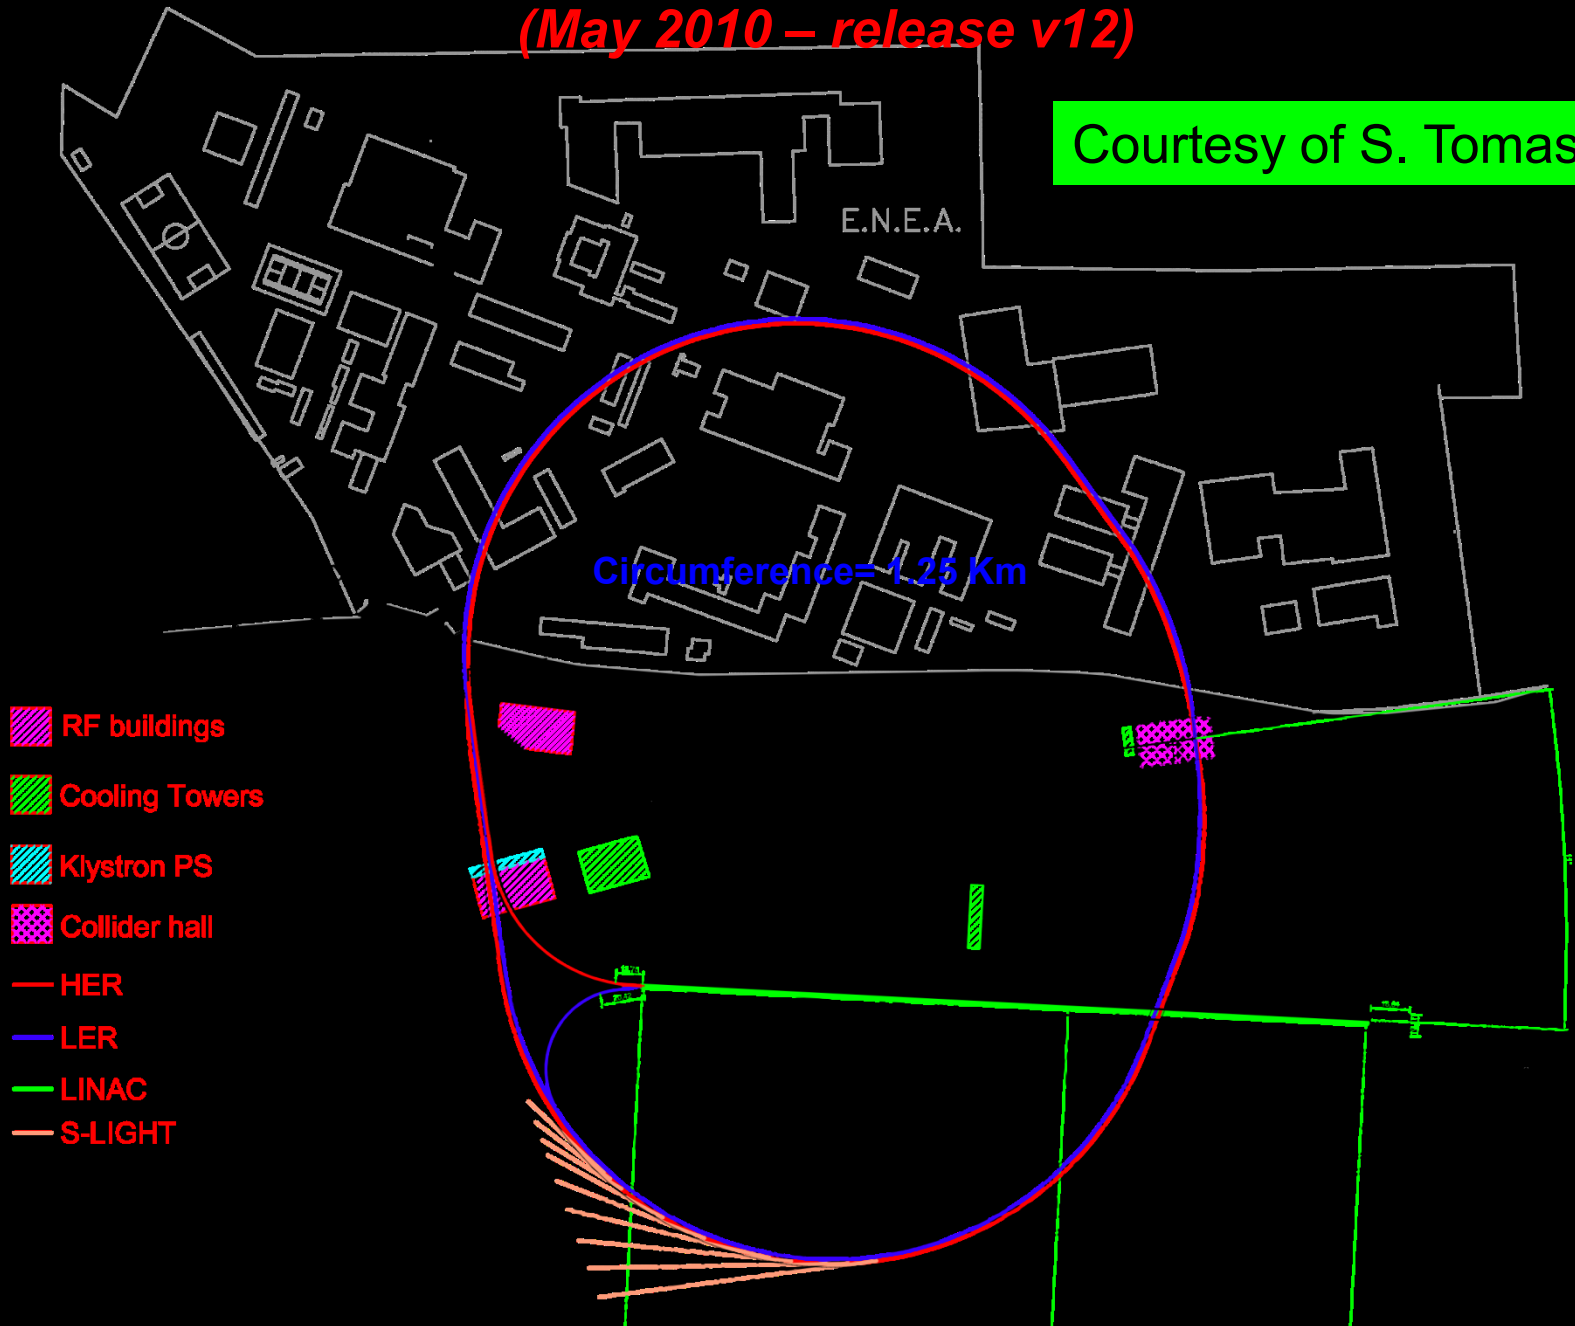 (May 2010 – release v12)
Courtesy of S. Tomas
E.N.E.A.
Circumference= 1.25 Km
RF buildings
Cooling Towers
Klystron PS
Collider hall
HER
LER
LINAC
S-LIGHT